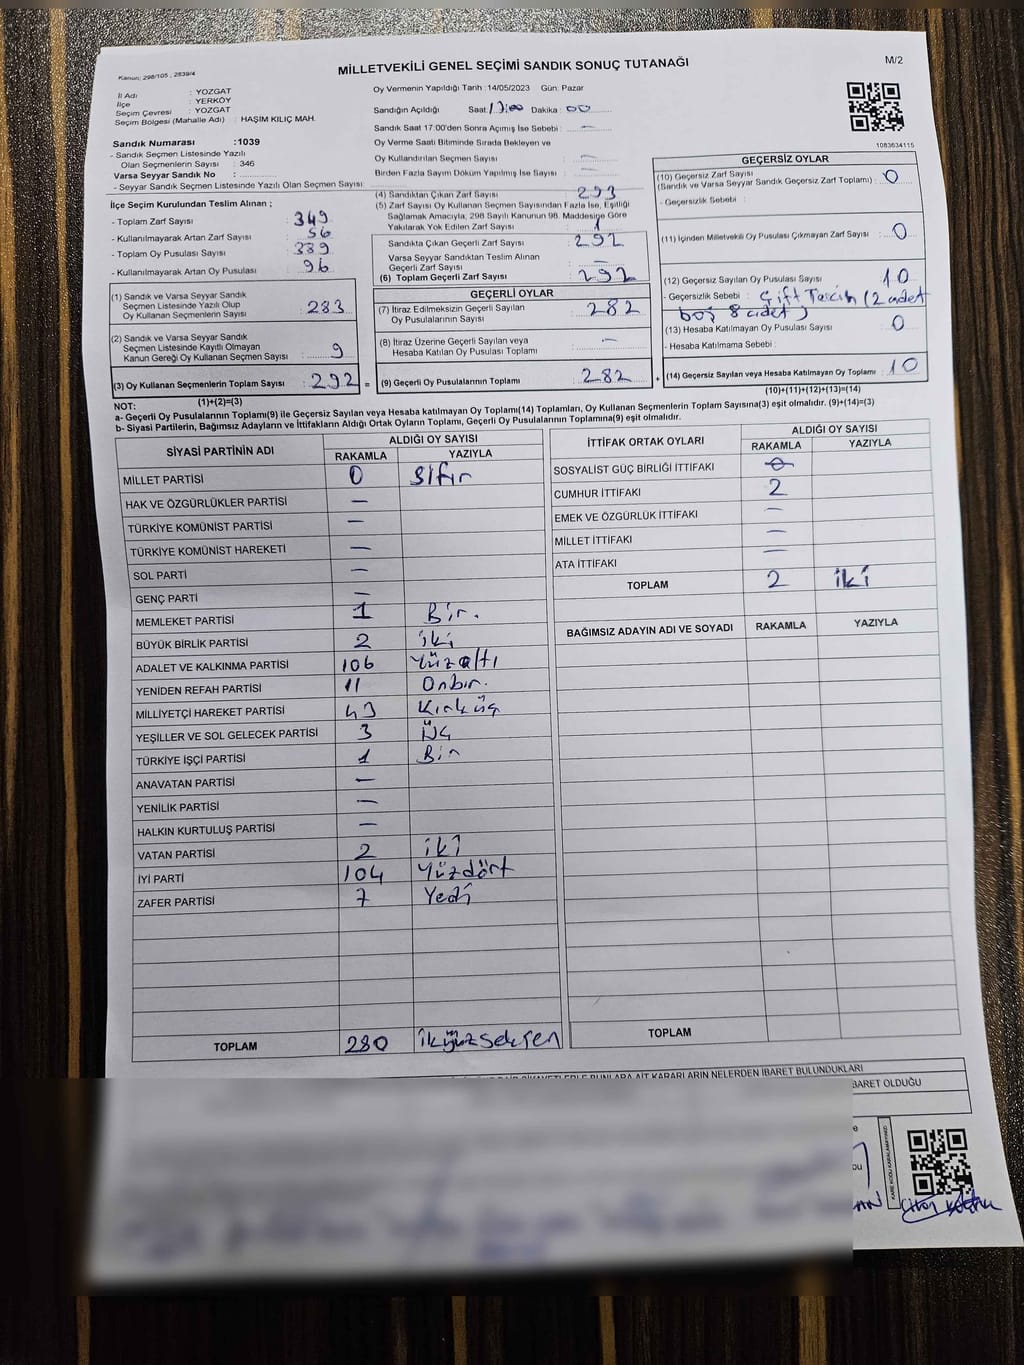 Kanun: 298/105 , 2839/4
MİLLETVEKİLİ GENEL SEÇİMİ SANDIK SONUÇ TUTANAĞI
M/2
İl Adı : YOZGAT
İlçe : YERKÖY
Seçim Çevresi : YOZGAT
Seçim Bölgesi (Mahalle Adı) : HAŞİM KILIÇ MAH.
Oy Vermenin Yapıldığı Tarih :14/05/2023 Gün: Pazar
Sandığın Açıldığı Saat: 17:00 Dakika : 00
Sandık Saat 17:00'den Sonra Açımış İse Sebebi : —
Oy Verme Saati Bitiminde Sırada Bekleyen ve
Oy Kullandırılan Seçmen Sayısı : —
Birden Fazla Sayım Döküm Yapılmış İse Sayısı : —
1083634115
Sandık Numarası :1039
- Sandık Seçmen Listesinde Yazılı
Olan Seçmenlerin Sayısı : 346
Varsa Seyyar Sandık No :
- Seyyar Sandık Seçmen Listesinde Yazılı Olan Seçmen Sayısı:
İlçe Seçim Kurulundan Teslim Alınan ;
- Toplam Zarf Sayısı : 349
- Kullanılmayarak Artan Zarf Sayısı : 56
- Toplam Oy Pusulası Sayısı : 389
- Kullanılmayarak Artan Oy Pusulası : 96
(4) Sandıktan Çıkan Zarf Sayısı : 293
(5) Zarf Sayısı Oy Kullanan Seçmen Sayısından Fazla İse, Eşitliği
Sağlamak Amacıyla, 298 Sayılı Kanunun 98. Maddesine Göre
Yakılarak Yok Edilen Zarf Sayısı : 1
Sandıkta Çıkan Geçerli Zarf Sayısı : 292
Varsa Seyyar Sandıktan Teslim Alınan
Geçerli Zarf Sayısı : —
(6) Toplam Geçerli Zarf Sayısı : 292
GEÇERSİZ OYLAR
(10) Geçersiz Zarf Sayısı
(Sandık ve Varsa Seyyar Sandık Geçersiz Zarf Toplamı) : 0
- Geçersizlik Sebebi :
(11) İçinden Milletvekili Oy Pusulası Çıkmayan Zarf Sayısı : 0
(12) Geçersiz Sayılan Oy Pusulası Sayısı : 10
- Geçersizlik Sebebi : Çift Tercih (2 adet
boş 8 adet)
(13) Hesaba Katılmayan Oy Pusulası Sayısı : 0
- Hesaba Katılmama Sebebi :
(14) Geçersiz Sayılan veya Hesaba Katılmayan Oy Toplamı : 10
(10)+(11)+(12)+(13)=(14)
(1) Sandık ve Varsa Seyyar Sandık
Seçmen Listesinde Yazılı Olup
Oy Kullanan Seçmenlerin Sayısı : 283
(2) Sandık ve Varsa Seyyar Sandık
Seçmen Listesinde Kayıtlı Olmayan
Kanun Gereği Oy Kullanan Seçmen Sayısı : 9
(3) Oy Kullanan Seçmenlerin Toplam Sayısı : 292 =
(1)+(2)=(3)
GEÇERLİ OYLAR
(7) İtiraz Edilmeksizin Geçerli Sayılan
Oy Pusulalarının Sayısı : 282
(8) İtiraz Üzerine Geçerli Sayılan veya
Hesaba Katılan Oy Pusulası Toplamı : —
(9) Geçerli Oy Pusulalarının Toplamı : 282 +
NOT:
a- Geçerli Oy Pusulalarının Toplamı(9) ile Geçersiz Sayılan veya Hesaba katılmayan Oy Toplamı(14) Toplamları, Oy Kullanan Seçmenlerin Toplam Sayısına(3) eşit olmalıdır. (9)+(14)=(3)
b- Siyasi Partilerin, Bağımsız Adayların ve İttifakların Aldığı Ortak Oyların Toplamı, Geçerli Oy Pusulalarının Toplamına(9) eşit olmalıdır.
SİYASİ PARTİNİN ADI ALDIĞI OY SAYISI
RAKAMLA YAZIYLA
MİLLET PARTİSİ 0 Sıfır
HAK VE ÖZGÜRLÜKLER PARTİSİ —
TÜRKİYE KOMÜNİST PARTİSİ —
TÜRKİYE KOMÜNİST HAREKETİ —
SOL PARTİ —
GENÇ PARTİ —
MEMLEKET PARTİSİ 1 Bir.
BÜYÜK BİRLİK PARTİSİ 2 iki
ADALET VE KALKINMA PARTİSİ 106 Yüzaltı
YENİDEN REFAH PARTİSİ 11 Onbir.
MİLLİYETÇİ HAREKET PARTİSİ 43 Kırküç
YEŞİLLER VE SOL GELECEK PARTİSİ 3 Üç
TÜRKİYE İŞÇİ PARTİSİ 1 Bir
ANAVATAN PARTİSİ —
YENİLİK PARTİSİ —
HALKIN KURTULUŞ PARTİSİ —
VATAN PARTİSİ 2 iki
İYİ PARTİ 104 Yüzdört
ZAFER PARTİSİ 7 Yedi
TOPLAM 280 ikiyüzseksen
İTTİFAK ORTAK OYLARI ALDIĞI OY SAYISI
RAKAMLA YAZIYLA
SOSYALİST GÜÇ BİRLİĞİ İTTİFAKI 0
CUMHUR İTTİFAKI 2
EMEK VE ÖZGÜRLÜK İTTİFAKI —
MİLLET İTTİFAKI —
ATA İTTİFAKI —
TOPLAM 2 iki
BAĞIMSIZ ADAYIN ADI VE SOYADI RAKAMLA YAZIYLA
TOPLAM
BUNLARA AİT KARARLARIN NELERDEN İBARET BULUNDUKLARI
BARET OLDUĞU